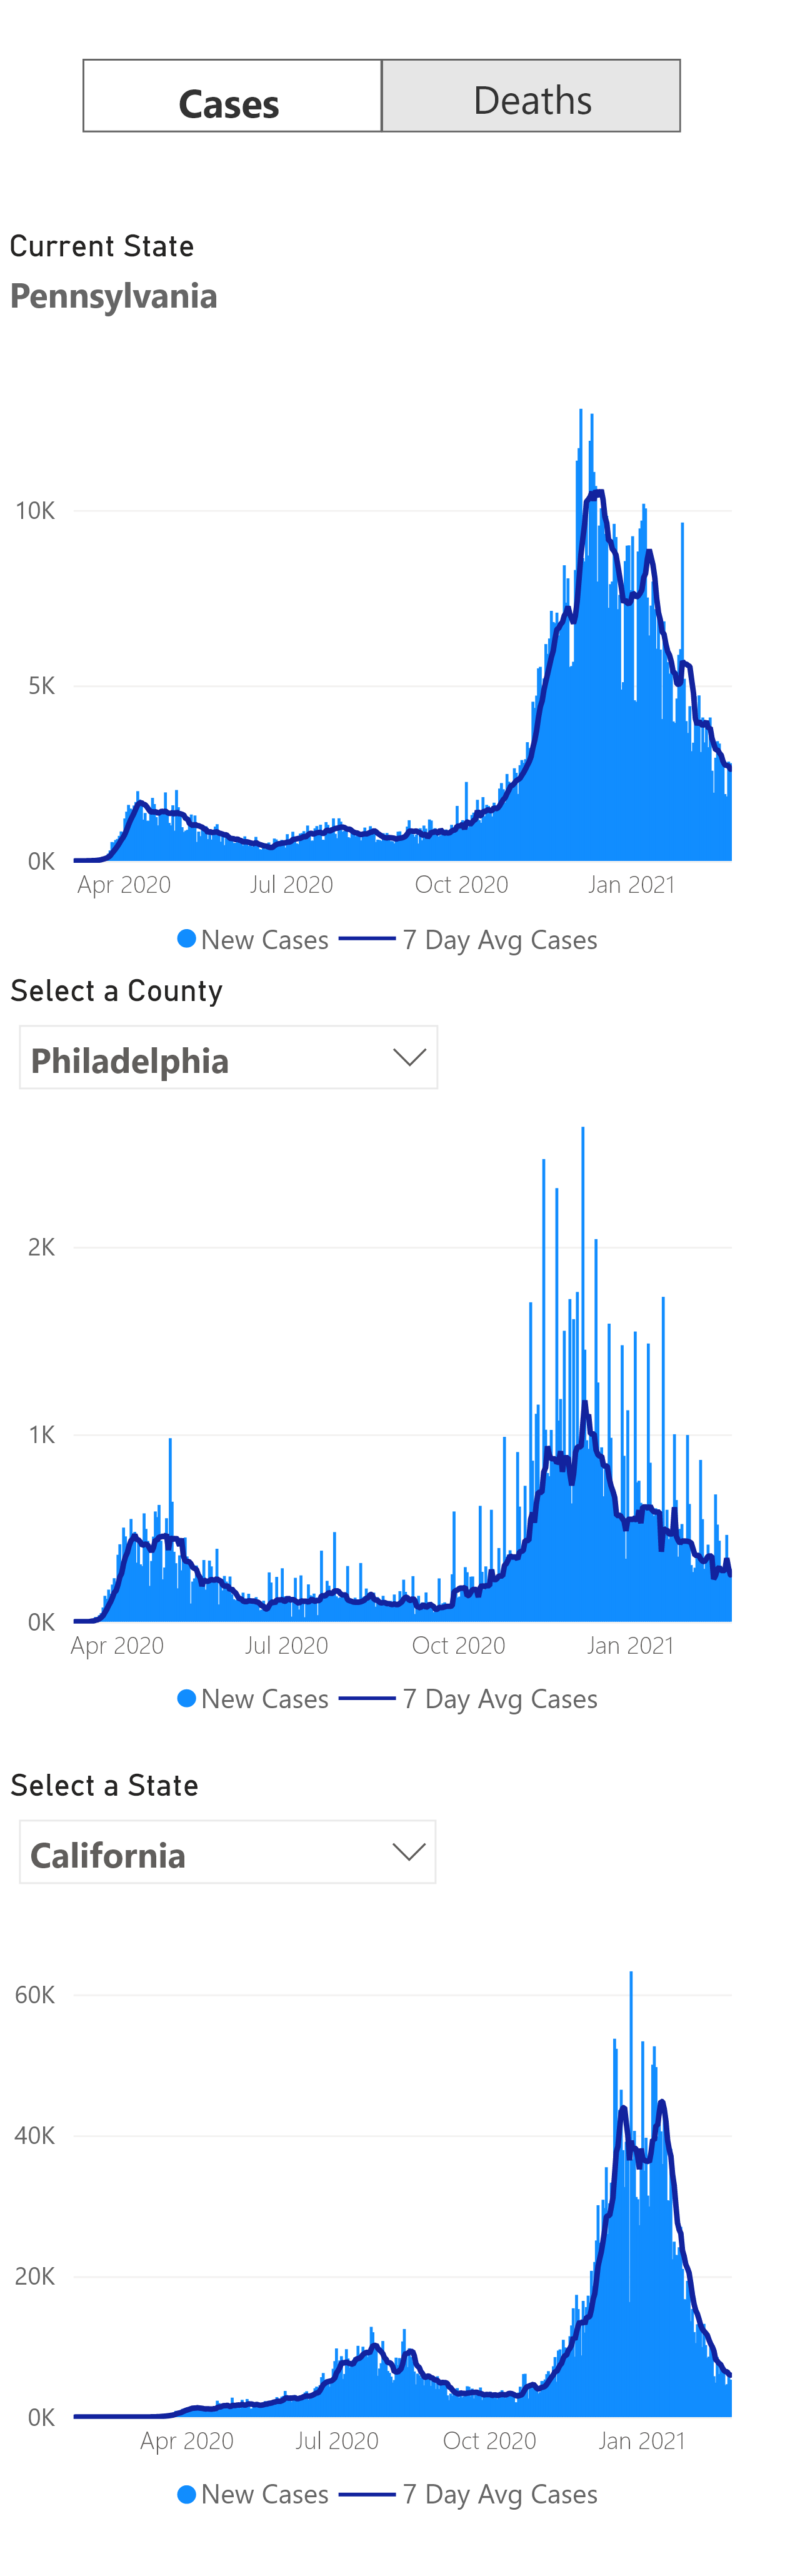 Cases Deaths
Current State
Pennsylvania
10K
5K
0K
Apr 2020 Jul 2020 Oct 2020 Jan 2021
New Cases 7 Day Avg Cases
Select a County
Philadelphia
2K
1K
0K
Apr 2020 Jul 2020 Oct 2020 Jan 2021
New Cases 7 Day Avg Cases
Select a State
California
60K
40K
20K
0K
Apr 2020 Jul 2020 Oct 2020 Jan 2021
New Cases 7 Day Avg Cases